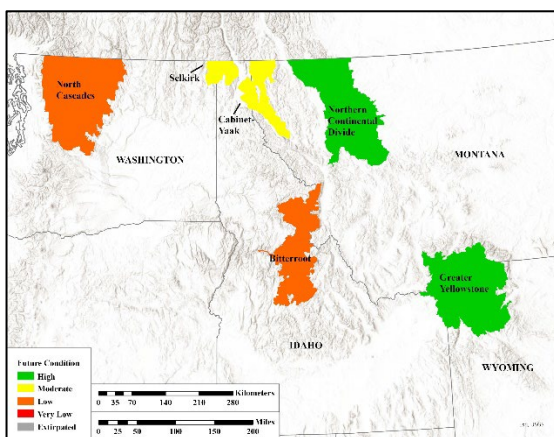 Selkirk
North
Cascades
Cabinet-
Yaak
Northern
Continental
Divide
WASHINGTON
MONTANA
Bitterroot
Greater
Yellowstone
IDAHO
WYOMING
Future Condition
High
Moderate
Low
Very Low
Extirpated
Kilometers
0 35 70 140 210 280
Miles
0 25 50 100 150 200